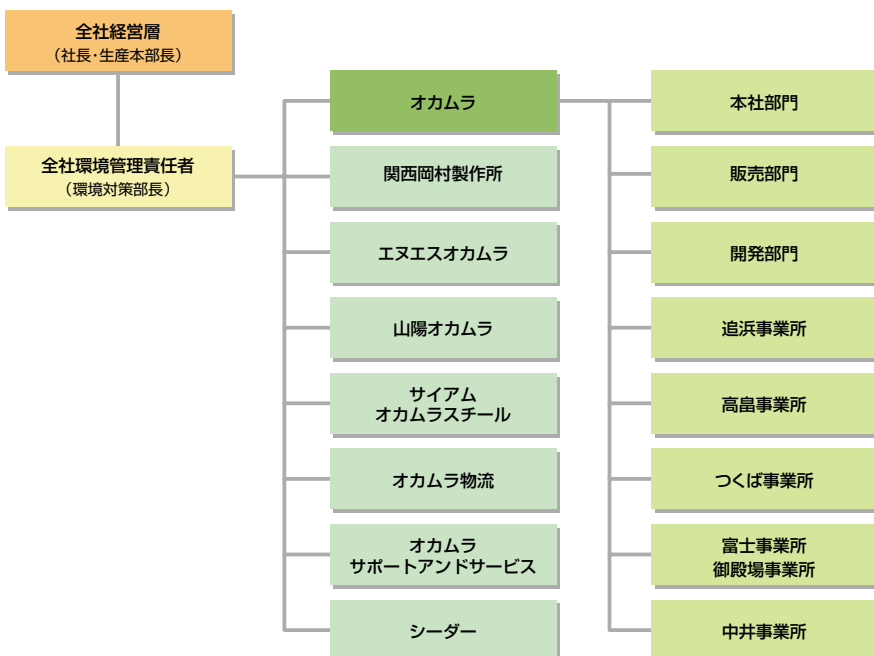 全社経営層
（社長・生産本部長）
全社環境管理責任者
（環境対策部長）
オカムラ
関西岡村製作所
エヌエスオカムラ
山陽オカムラ
サイアム
オカムラスチール
オカムラ物流
オカムラ
サポートアンドサービス
シーダー
本社部門
販売部門
開発部門
追浜事業所
高畠事業所
つくば事業所
富士事業所
御殿場事業所
中井事業所